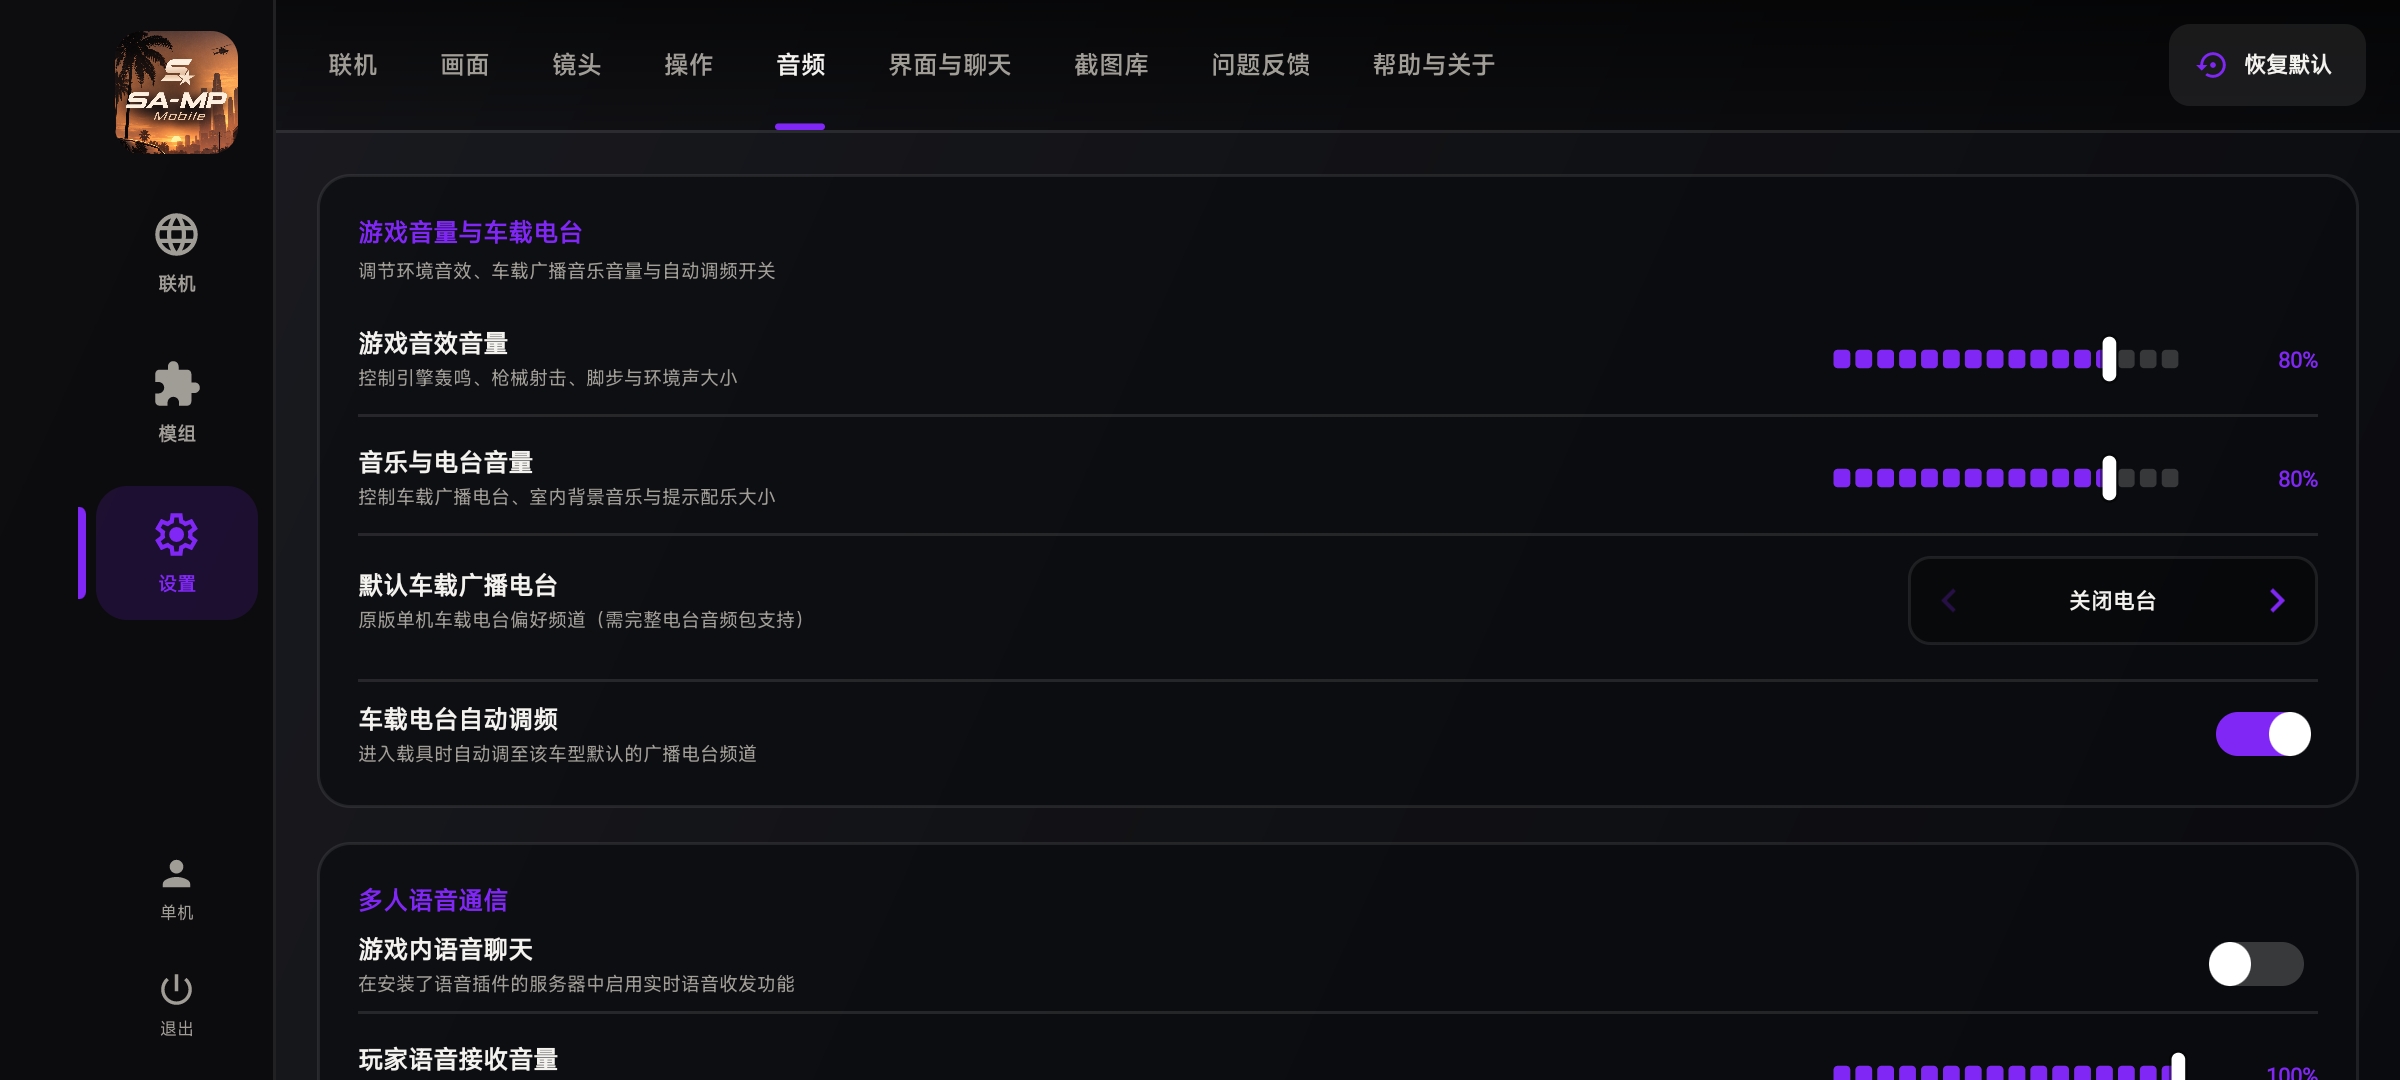 SA-MP
Mobile
联机
模组
设置
单机
退出
联机
画面
镜头
操作
音频
界面与聊天
截图库
问题反馈
帮助与关于
恢复默认
游戏音量与车载电台
调节环境音效、车载广播音乐音量与自动调频开关
游戏音效音量
控制引擎轰鸣、枪械射击、脚步与环境声大小
80%
音乐与电台音量
控制车载广播电台、室内背景音乐与提示配乐大小
80%
默认车载广播电台
原版单机车载电台偏好频道（需完整电台音频包支持）
关闭电台
车载电台自动调频
进入载具时自动调至该车型默认的广播电台频道
多人语音通信
游戏内语音聊天
在安装了语音插件的服务器中启用实时语音收发功能
玩家语音接收音量
100%